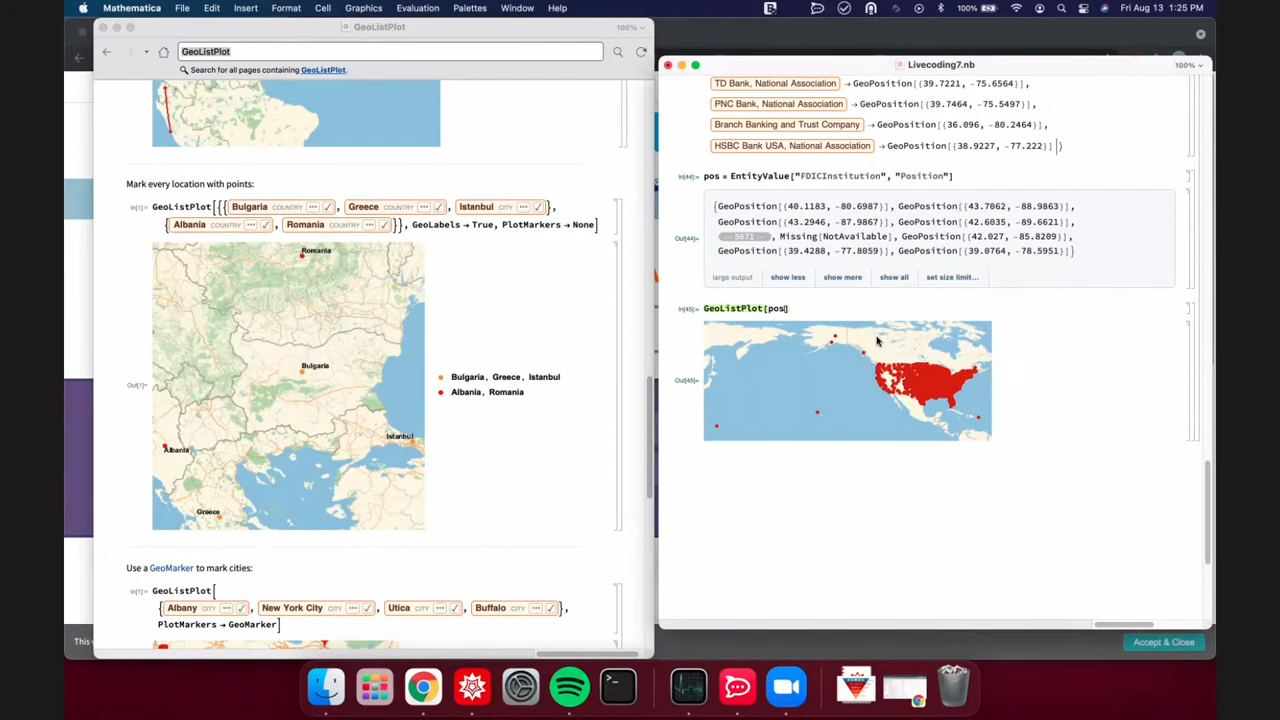 Mathematica File Edit Insert Format Cell Graphics Evaluation Palettes Window Help 100% Fri Aug 13 1:25 PM
GeoListPlot
100%
GeoListPlot
Search for all pages containing GeoListPlot.
Mark every location with points:
In[1]:= GeoListPlot[{{Bulgaria COUNTRY ··· ✓, Greece COUNTRY ··· ✓, Istanbul CITY ··· ✓},
{Albania COUNTRY ··· ✓, Romania COUNTRY ··· ✓}}, GeoLabels → True, PlotMarkers → None]
Romania
Bulgaria
Istanbul
Albania
Greece
Out[1]=
Bulgaria, Greece, Istanbul
Albania, Romania
Use a GeoMarker to mark cities:
In[1]:= GeoListPlot[
{Albany CITY ··· ✓, New York City CITY ··· ✓, Utica CITY ··· ✓, Buffalo CITY ··· ✓},
PlotMarkers → GeoMarker]
Livecoding7.nb
100%
TD Bank, National Association → GeoPosition[{39.7221, -75.6564}],
PNC Bank, National Association → GeoPosition[{39.7464, -75.5497}],
Branch Banking and Trust Company → GeoPosition[{36.096, -80.2464}],
HSBC Bank USA, National Association → GeoPosition[{38.9227, -77.222}]|⟩
In[44]:= pos = EntityValue["FDICInstitution", "Position"]
{GeoPosition[{40.1183, -80.6987}], GeoPosition[{43.7062, -88.9863}],
GeoPosition[{43.2946, -87.9867}], GeoPosition[{42.6035, -89.6621}],
Out[44]= ··· 5671 ···, Missing[NotAvailable], GeoPosition[{42.027, -85.8209}],
GeoPosition[{39.4288, -77.8059}], GeoPosition[{39.0764, -78.5951}]}
large output show less show more show all set size limit...
In[45]:= GeoListPlot[pos]
Out[45]=
This w
Accept & Close